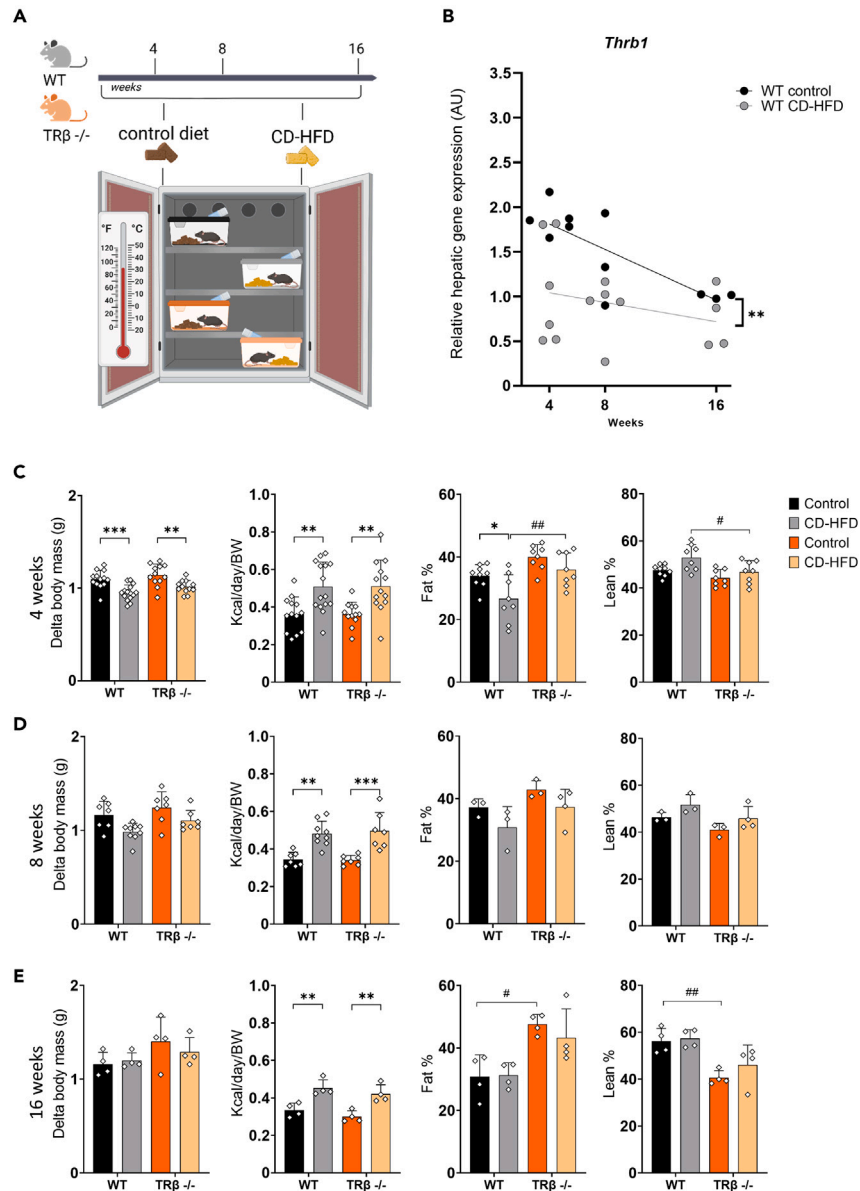 A
WT
TRβ -/-
4
8
16
weeks
control diet
CD-HFD
°F
°C
120
100
80
60
40
20
0
50
40
30
20
10
0
10
20
B
Thrb1
Relative hepatic gene expression (AU)
3.5
3.0
2.5
2.0
1.5
1.0
0.5
0.0
4
8
16
Weeks
WT control
WT CD-HFD
**
C
4 weeks
Delta body mass (g)
2
1
0
***
**
WT
TRβ -/-
Kcal/day/BW
1.0
0.8
0.6
0.4
0.2
0.0
**
**
WT
TRβ -/-
Fat %
60
40
20
0
*
##
WT
TRβ -/-
Lean %
80
60
40
20
0
#
WT
TRβ -/-
Control
CD-HFD
Control
CD-HFD
D
8 weeks
Delta body mass (g)
2
1
0
WT
TRβ -/-
Kcal/day/BW
1.0
0.8
0.6
0.4
0.2
0.0
**
***
WT
TRβ -/-
Fat %
60
40
20
0
WT
TRβ -/-
Lean %
80
60
40
20
0
WT
TRβ -/-
E
16 weeks
Delta body mass (g)
2
1
0
WT
TRβ -/-
Kcal/day/BW
1.0
0.8
0.6
0.4
0.2
0.0
**
**
WT
TRβ -/-
Fat %
60
40
20
0
#
WT
TRβ -/-
Lean %
80
60
40
20
0
##
WT
TRβ -/-